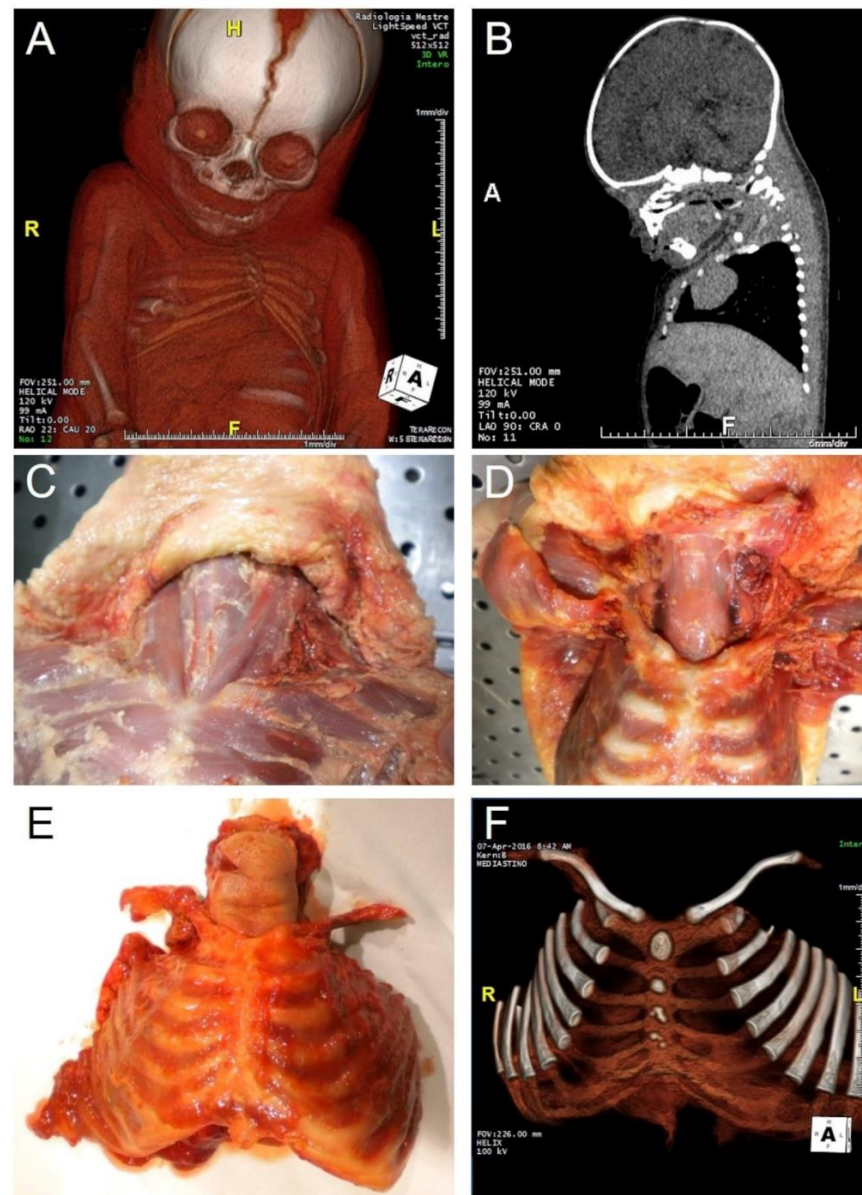 A
H
Radiologia Mestre
LightSpeed VCT
vct_rad
512x512
3D VR
Intero
1mm/div
R
L
FOV:251.00 mm
HELICAL MODE
120 kV
99 mA
Tilt:0.00
RAO 22: CAU 20
No: 12
F
1mm/div
R
A
F
TERARECON
B
A
FOV:251.00 mm
HELICAL MODE
120 kV
99 mA
Tilt:0.00
LAO 90: CRA 0
No: 11
F
5mm/div
C
D
E
F
07-Apr-2016 8:42 AM
Kern:B
MEDIASTINO
1mm/d
R
L
FOV:226.00 mm
HELIX
100 kV
A